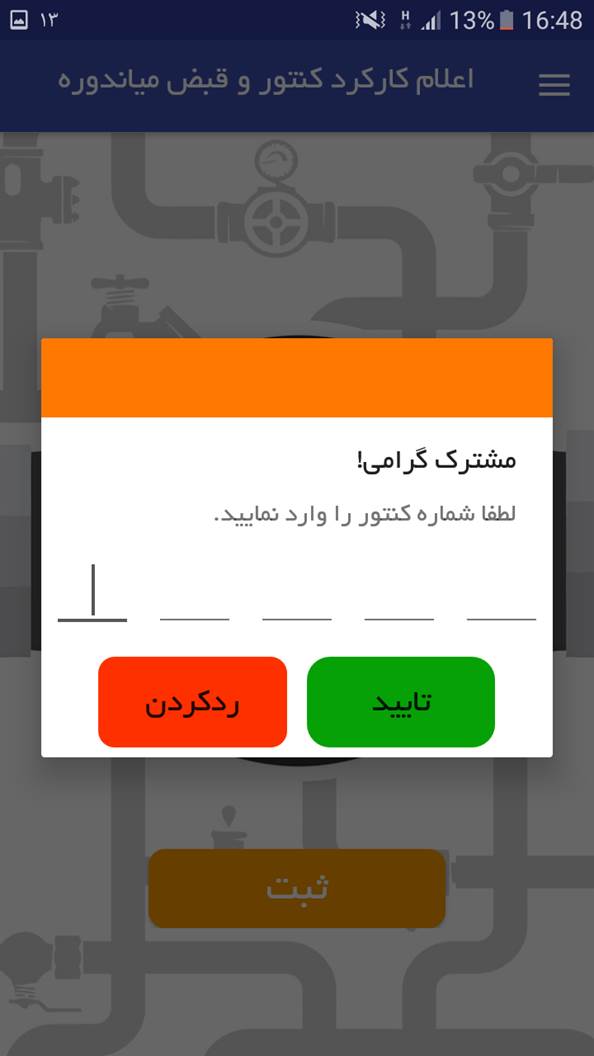 ۱۳ H 13% 16:48
اعلام کارکرد کنتور و قبض میاندوره
مشترک گرامی!
لطفا شماره کنتور را وارد نمایید.
تایید
ردکردن
ثبت